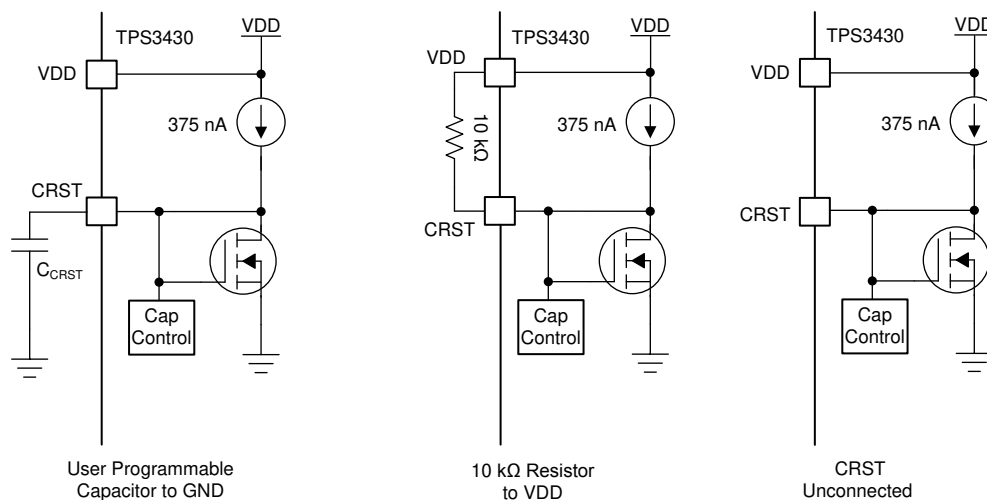 TPS3430
VDD
VDD
375 nA
CRST
C_CRST
Cap
Control
User Programmable
Capacitor to GND
TPS3430
VDD
VDD
10 kΩ
375 nA
CRST
Cap
Control
10 kΩ Resistor
to VDD
TPS3430
VDD
VDD
375 nA
CRST
Cap
Control
CRST
Unconnected